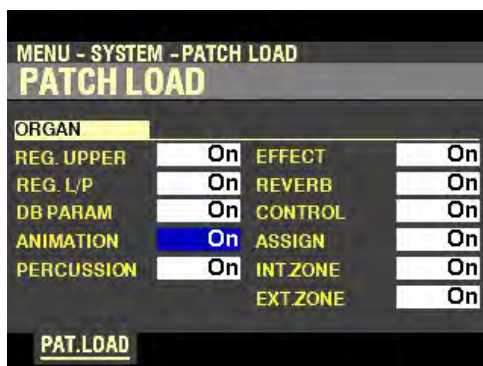 MENU - SYSTEM - PATCH LOAD
PATCH LOAD
ORGAN
REG. UPPER On EFFECT On
REG. L/P On REVERB On
DB PARAM On CONTROL On
ANIMATION On ASSIGN On
PERCUSSION On INT.ZONE On
EXT.ZONE On
PAT.LOAD